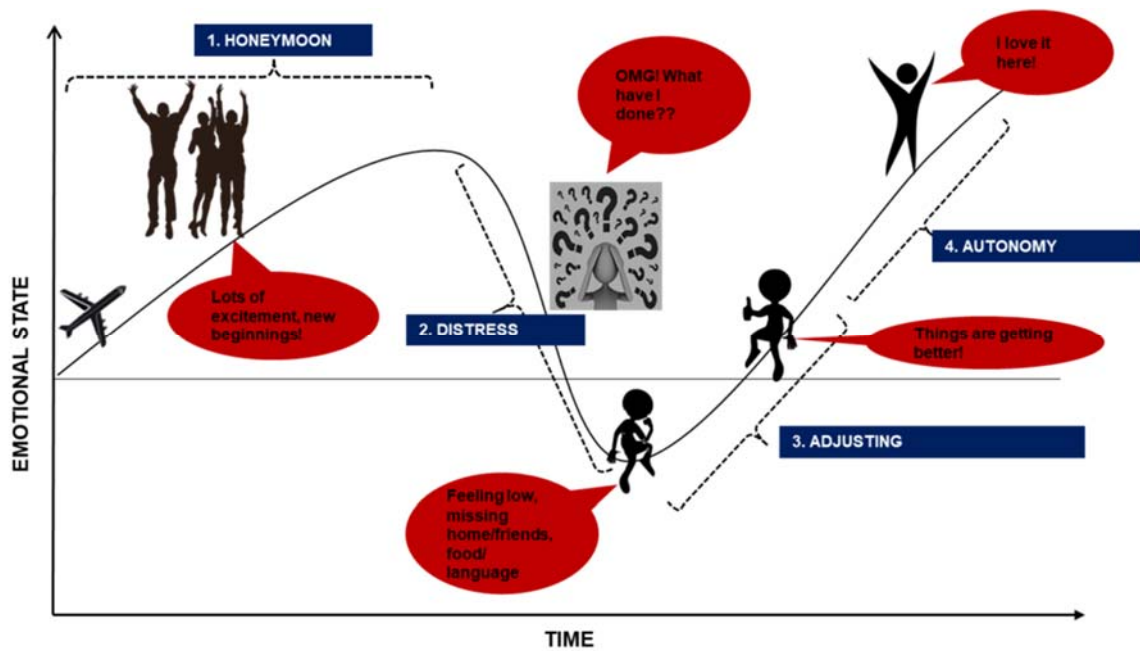 1. HONEYMOON
I love it
here!
OMG! What
have I
done??
4. AUTONOMY
Lots of
excitement, new
beginnings!
2. DISTRESS
Things are getting
better!
3. ADJUSTING
Feeling low,
missing
home/friends,
food/
language
EMOTIONAL STATE
TIME